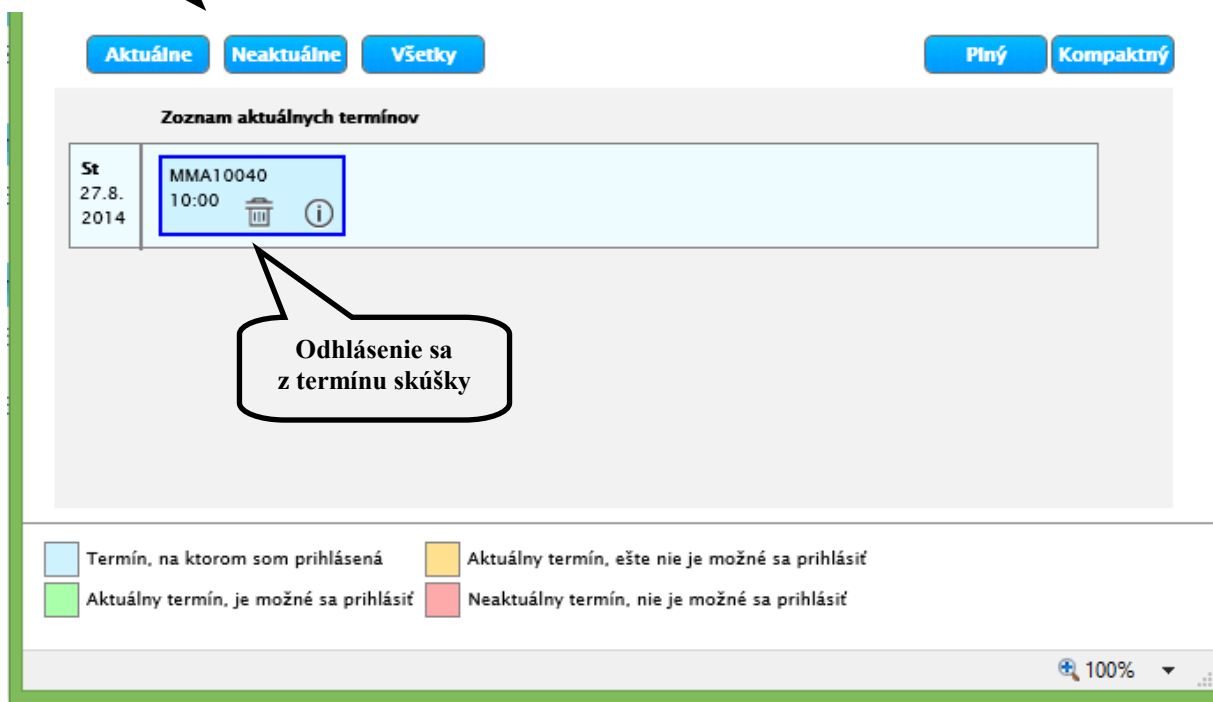 Aktuálne Neaktuálne Všetky Plný Kompaktný
Zoznam aktuálnych termínov
St
27.8.
2014
MMA10040
10:00
Odhlásenie sa
z termínu skúšky
Termín, na ktorom som prihlásená
Aktuálny termín, ešte nie je možné sa prihlásiť
Aktuálny termín, je možné sa prihlásiť
Neaktuálny termín, nie je možné sa prihlásiť
100%